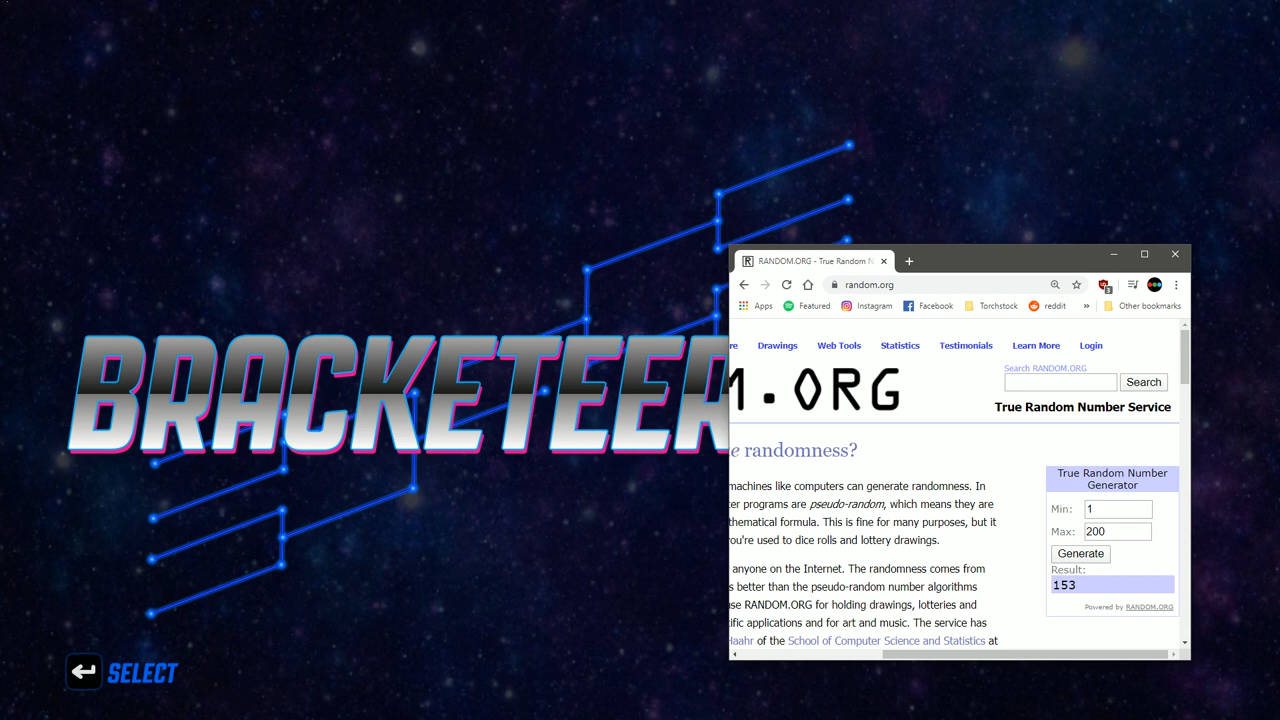 BRACKETEER
SELECT
RANDOM.ORG - True Random N
random.org
3
Apps Featured Instagram Facebook Torchstock reddit » Other bookmarks
re Drawings Web Tools Statistics Testimonials Learn More Login
Search RANDOM.ORG
Search
M.ORG
True Random Number Service
e randomness?
machines like computers can generate randomness. In
ter programs are pseudo-random, which means they are
thematical formula. This is fine for many purposes, but it
you're used to dice rolls and lottery drawings.
anyone on the Internet. The randomness comes from
s better than the pseudo-random number algorithms
use RANDOM.ORG for holding drawings, lotteries and
tific applications and for art and music. The service has
Haahr of the School of Computer Science and Statistics at
True Random Number
Generator
Min: 1
Max: 200
Generate
Result:
153
Powered by RANDOM.ORG